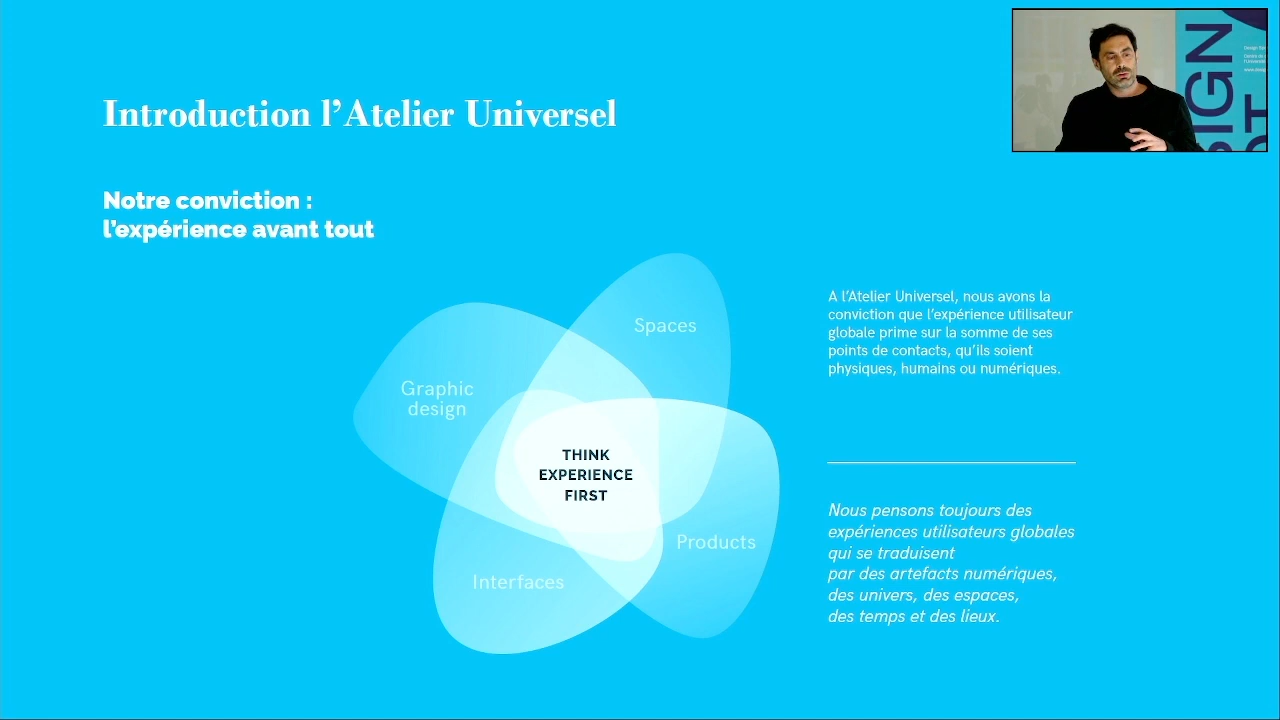 Introduction l'Atelier Universel
Notre conviction :
l'expérience avant tout
Spaces
Graphic
design
THINK
EXPERIENCE
FIRST
Products
Interfaces
A l'Atelier Universel, nous avons la
conviction que l'expérience utilisateur
globale prime sur la somme de ses
points de contacts, qu'ils soient
physiques, humains ou numériques.
Nous pensons toujours des
expériences utilisateurs globales
qui se traduisent
par des artefacts numériques,
des univers, des espaces,
des temps et des lieux.
IGN